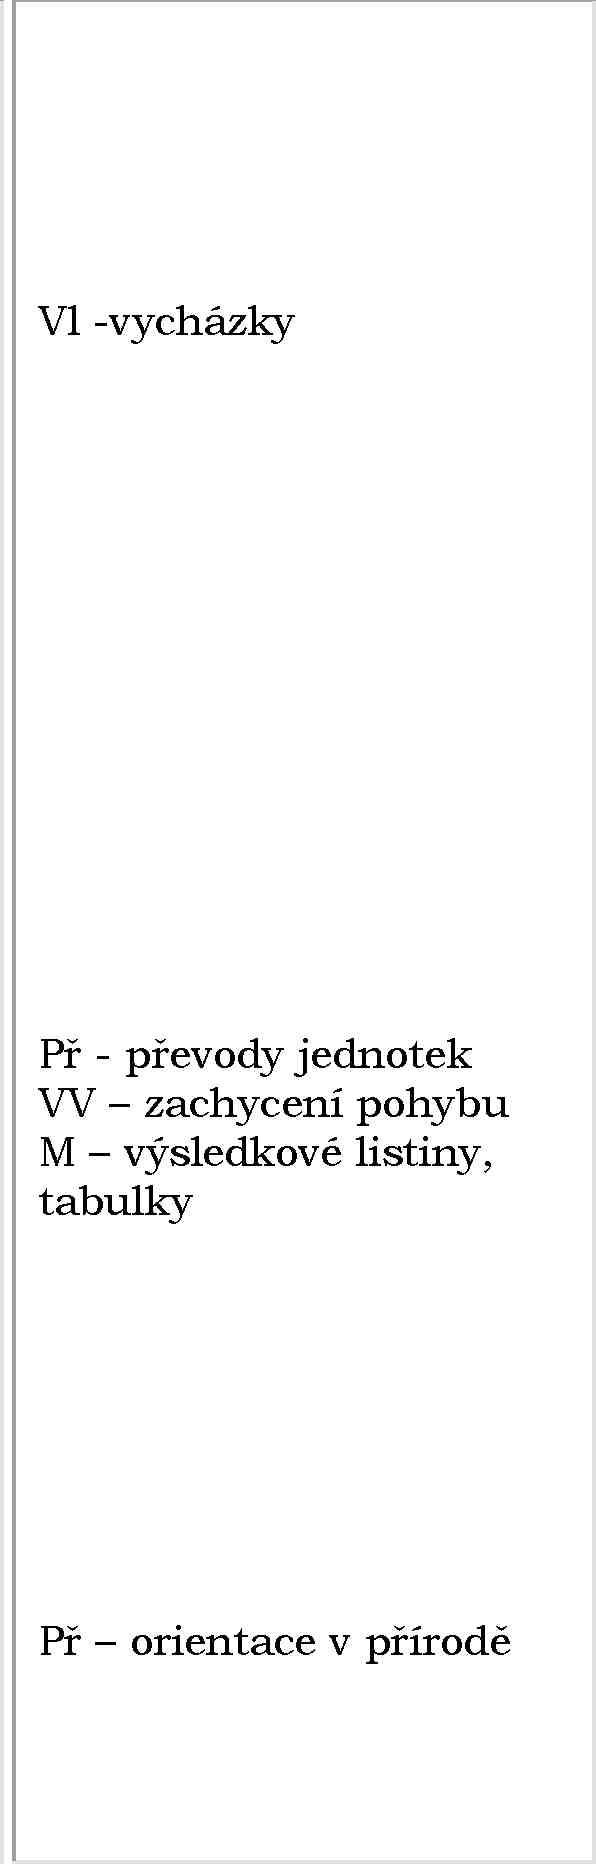 Vl -vycházky
Př - převody jednotek
VV – zachycení pohybu
M – výsledkové listiny,
tabulky
Př – orientace v přírodě